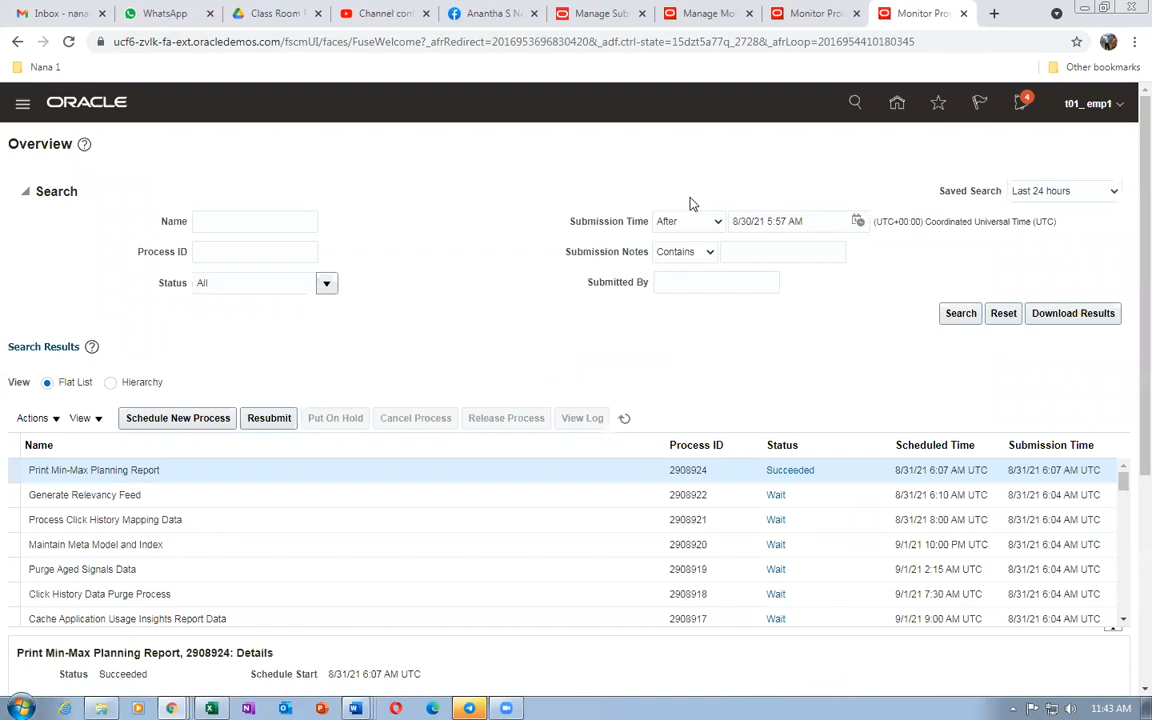 Inbox - nana
WhatsApp
Class Room
Channel con
Anantha S N
Manage Sub
Manage Mo
Monitor Pro
Monitor Pro
ucf6-zvlk-fa-ext.oracledemos.com/fscmUI/faces/FuseWelcome?_afrRedirect=2016953696830420&_adf.ctrl-state=15dzt5a77q_2728&_afrLoop=2016954410180345
Nana 1
Other bookmarks
ORACLE
4
t01_ emp1
Overview
Search
Saved Search Last 24 hours
Name
Submission Time After 8/30/21 5:57 AM (UTC+00:00) Coordinated Universal Time (UTC)
Process ID
Submission Notes Contains
Status All
Submitted By
Search Reset Download Results
Search Results
View Flat List Hierarchy
Actions View Schedule New Process Resubmit Put On Hold Cancel Process Release Process View Log
Name Process ID Status Scheduled Time Submission Time
Print Min-Max Planning Report 2908924 Succeeded 8/31/21 6:07 AM UTC 8/31/21 6:07 AM UTC
Generate Relevancy Feed 2908922 Wait 8/31/21 6:10 AM UTC 8/31/21 6:04 AM UTC
Process Click History Mapping Data 2908921 Wait 8/31/21 8:00 AM UTC 8/31/21 6:04 AM UTC
Maintain Meta Model and Index 2908920 Wait 9/1/21 10:00 PM UTC 8/31/21 6:04 AM UTC
Purge Aged Signals Data 2908919 Wait 9/1/21 2:15 AM UTC 8/31/21 6:04 AM UTC
Click History Data Purge Process 2908918 Wait 9/1/21 7:30 AM UTC 8/31/21 6:04 AM UTC
Cache Application Usage Insights Report Data 2908917 Wait 9/1/21 9:00 AM UTC 8/31/21 6:04 AM UTC
Print Min-Max Planning Report, 2908924: Details
Status Succeeded Schedule Start 8/31/21 6:07 AM UTC
11:43 AM